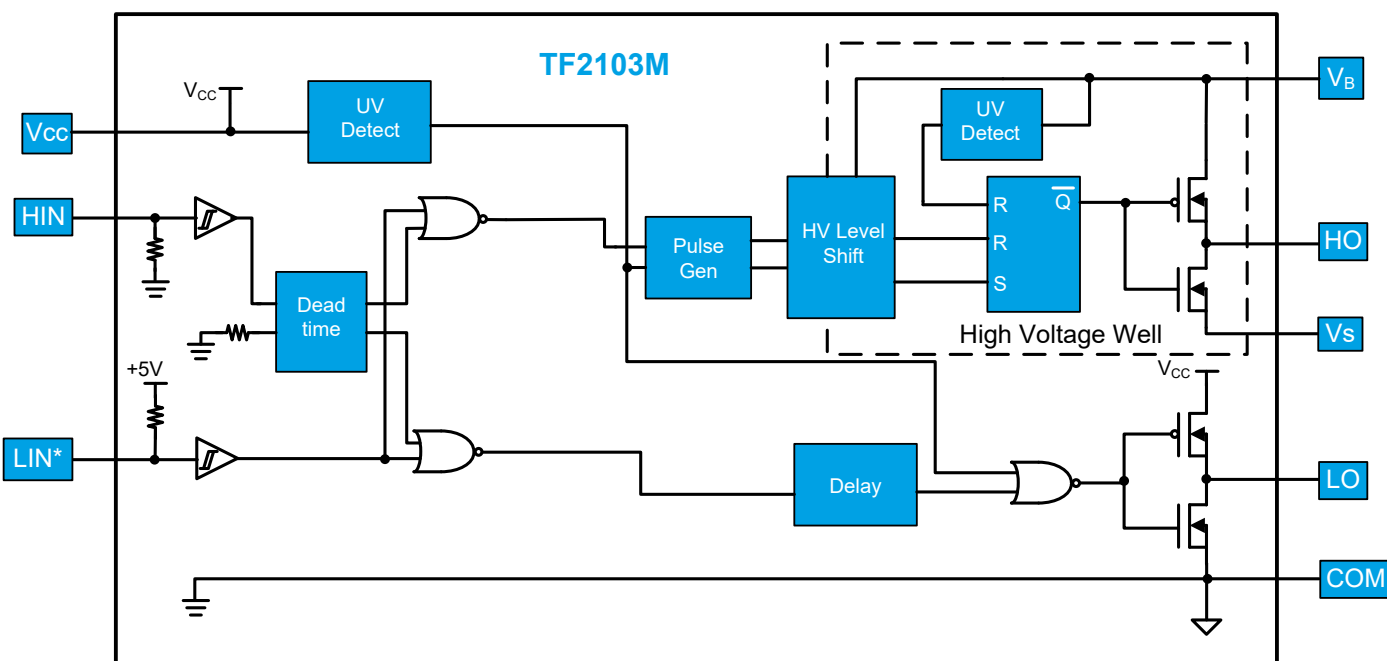 TF2103M
VCC
UV
Detect
VB
UV
Detect
Vcc
HIN
R
Q
HV Level
Shift
R
Pulse
Gen
HO
S
Dead
time
High Voltage Well
Vs
+5V
VCC
LIN*
Delay
LO
COM